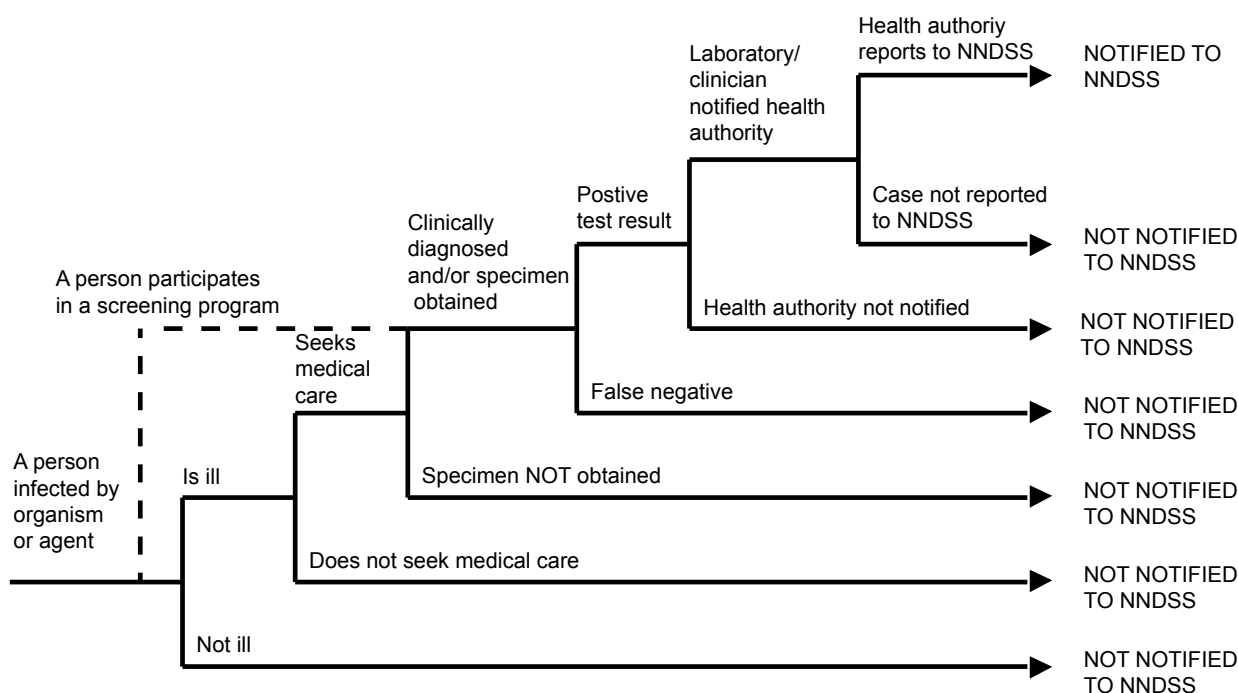 Health authoriy
reports to NNDSS
NOTIFIED TO
NNDSS
Laboratory/
clinician
notified health
authority
Case not reported
to NNDSS
NOT NOTIFIED
TO NNDSS
Postive
test result
Health authority not notified
NOT NOTIFIED
TO NNDSS
Clinically
diagnosed
and/or specimen
obtained
False negative
NOT NOTIFIED
TO NNDSS
A person participates
in a screening program
Seeks
medical
care
Specimen NOT obtained
NOT NOTIFIED
TO NNDSS
A person
infected by
organism
or agent
Is ill
Does not seek medical care
NOT NOTIFIED
TO NNDSS
Not ill
NOT NOTIFIED
TO NNDSS